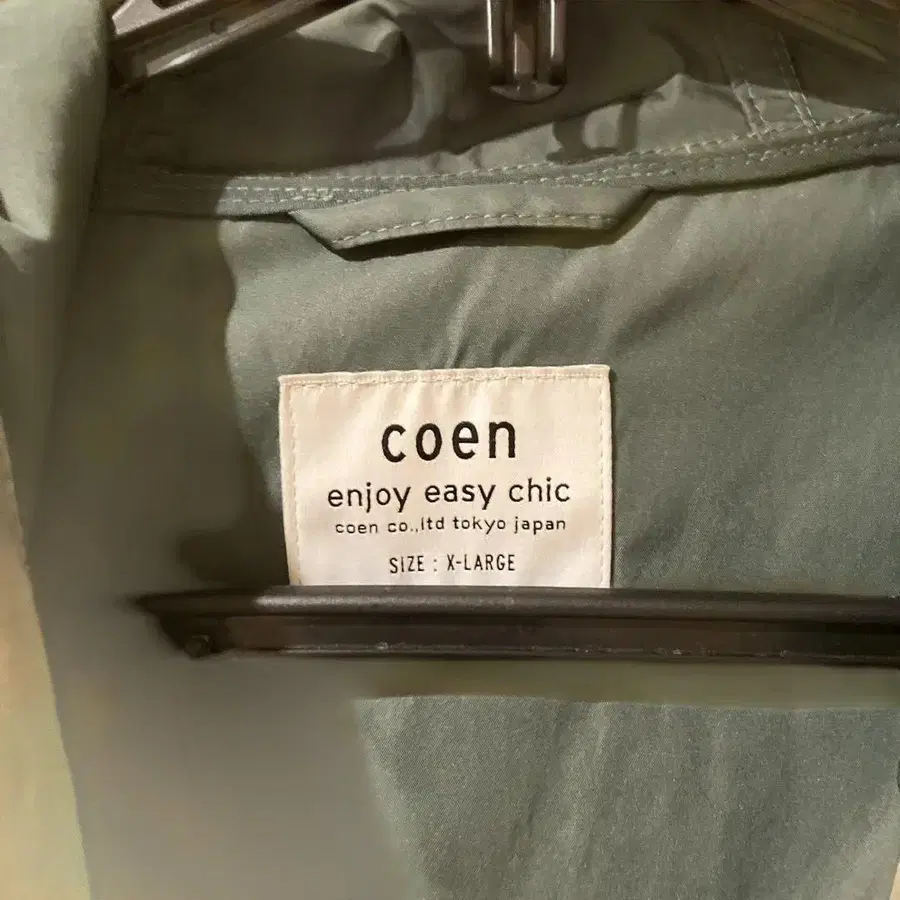 coen
enjoy easy chic
coen co.,ltd tokyo japan
SIZE : X-LARGE